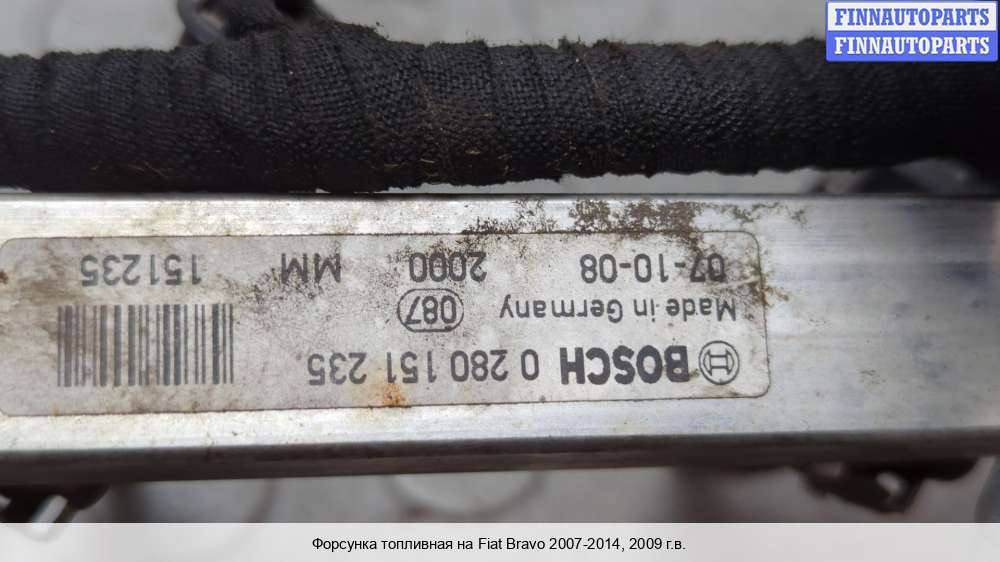 FINNAUTOPARTS
FINNAUTOPARTS
BOSCH 0 280 151 235
Made in Germany 087
07-10-08 2000 MM 151235
Форсунка топливная на Fiat Bravo 2007-2014, 2009 г.в.